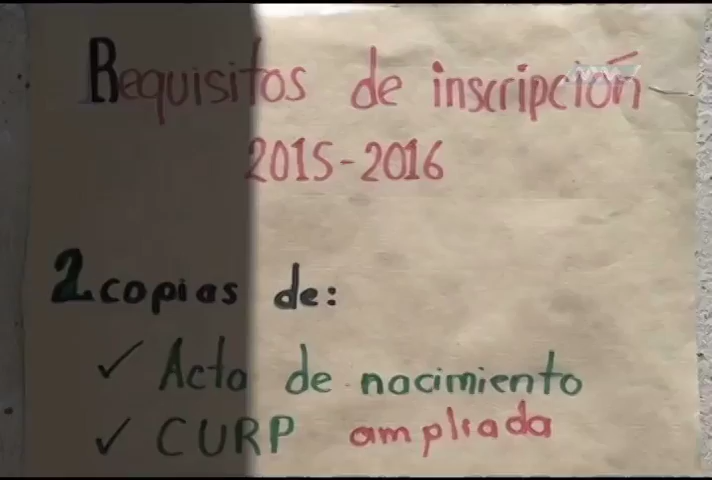 Requisitos de inscripción
2015-2016
2 copias de:
✓ Acta de nacimiento
✓ CURP ampliada